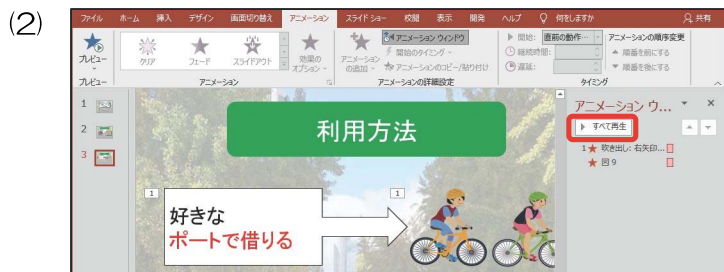 (2)
ファイル ホーム 挿入 デザイン 画面切り替え アニメーション スライド ショー 校閲 表示 開発 ヘルプ 何をしますか 共有
プレビュー
クリア フェード スライドアウト 効果のオプション
アニメーションの追加
アニメーション ウィンドウ
開始のタイミング
アニメーションのコピー/貼り付け
開始: 直前の動作…
継続時間:
遅延:
アニメーションの順序変更
順番を前にする
順番を後にする
プレビュー アニメーション アニメーションの詳細設定 タイミング
1
2
3
利用方法
1
1
好きな
ポートで借りる
アニメーション ウ...
すべて再生
1 吹き出し: 右矢印...
図 9